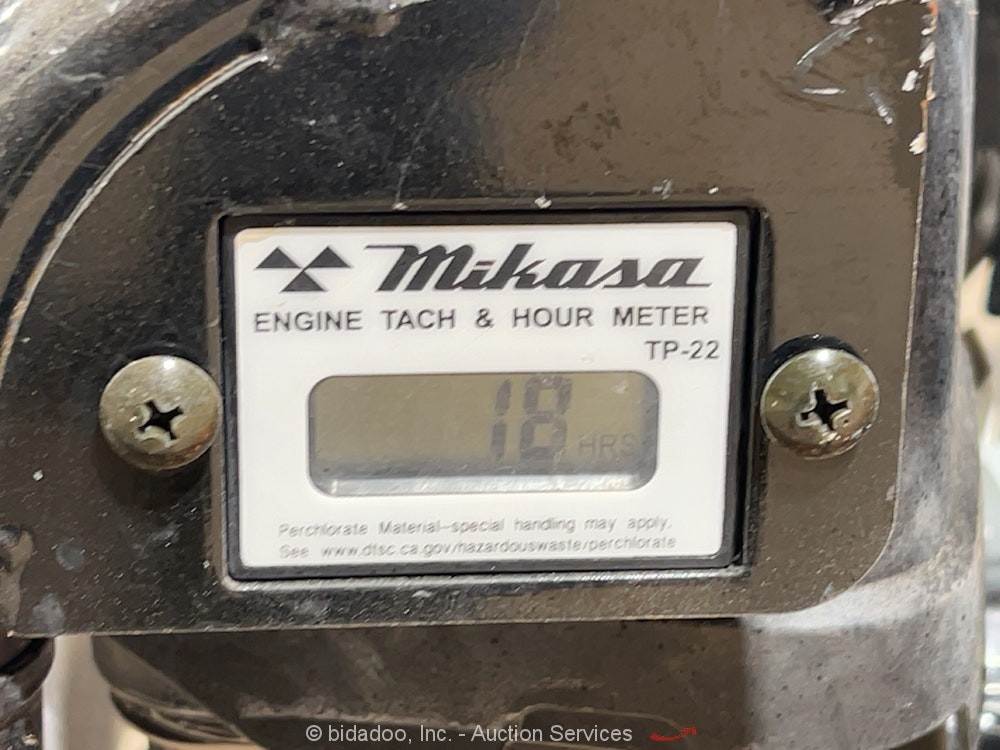 Mikasa
ENGINE TACH & HOUR METER
TP-22
18 HRS
Perchlorate Material-special handling may apply.
See www.dtsc.ca.gov/hazardouswaste/perchlorate
© bidadoo, Inc. - Auction Services